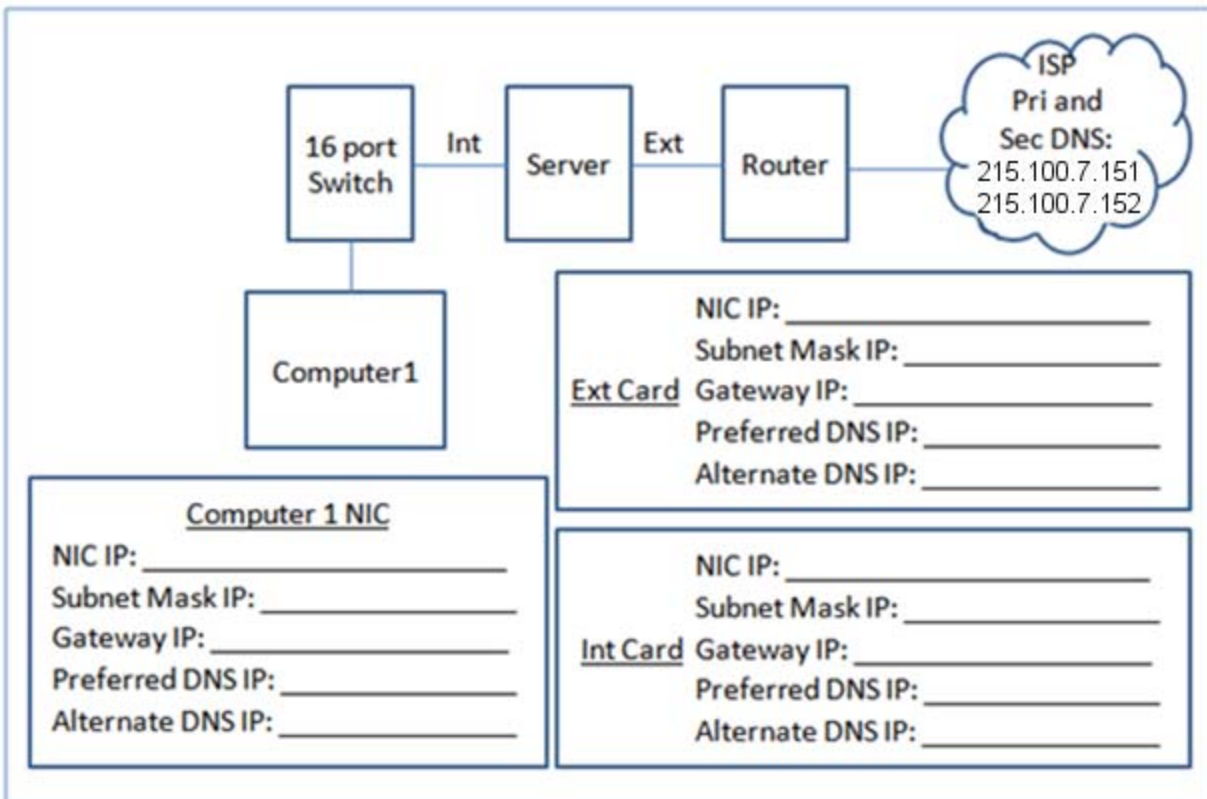 16 port
Switch
Int
Server
Ext
Router
ISP
Pri and
Sec DNS:
215.100.7.151
215.100.7.152
Computer1
Ext Card
NIC IP: ____________________
Subnet Mask IP: ____________________
Gateway IP: ____________________
Preferred DNS IP: ____________________
Alternate DNS IP: ____________________
Computer 1 NIC
NIC IP: ____________________
Subnet Mask IP: ____________________
Gateway IP: ____________________
Preferred DNS IP: ____________________
Alternate DNS IP: ____________________
Int Card
NIC IP: ____________________
Subnet Mask IP: ____________________
Gateway IP: ____________________
Preferred DNS IP: ____________________
Alternate DNS IP: ____________________